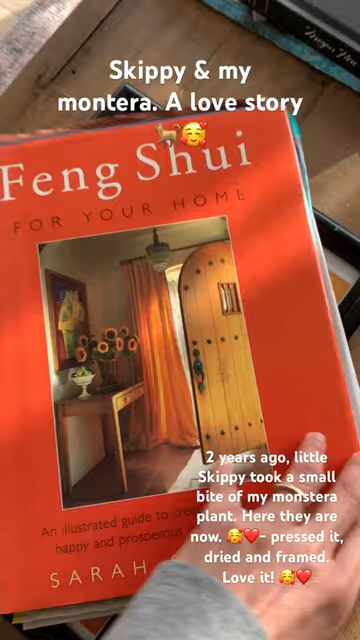 Skippy & my
montera. A love story
🐕🥰
Feng Shui
FOR YOUR HOME
2 years ago, little
Skippy took a small
bite of my monstera
plant. Here they are
now. 🥰❤️– pressed it,
dried and framed.
Love it! 🥰❤️
An illustrated guide to
happy and prosperous
SARAH